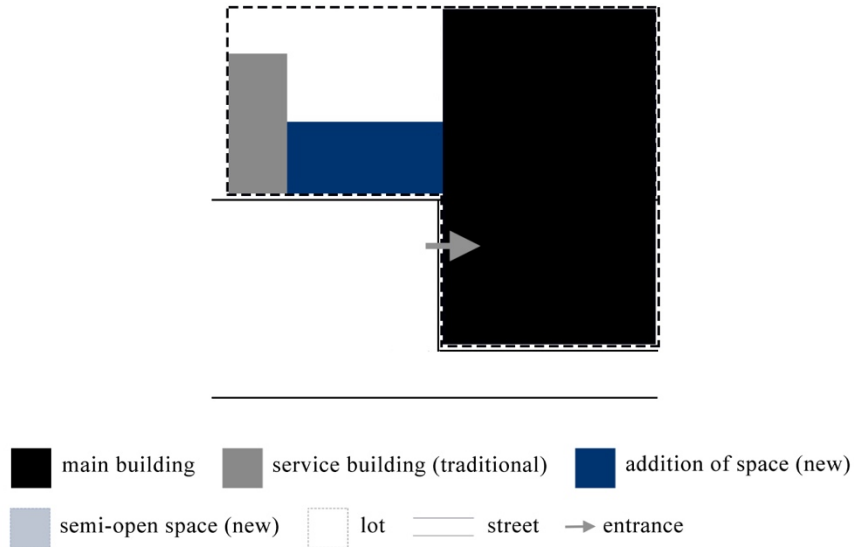 main building service building (traditional) addition of space (new)
semi-open space (new) lot street entrance